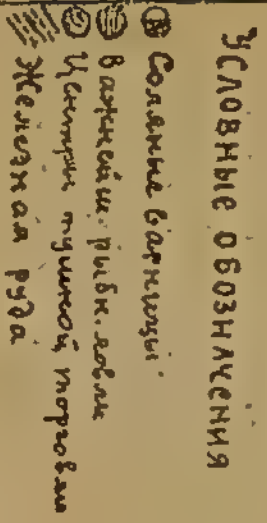 УСЛОВНЫЕ ОБОЗНАЧЕНИЯ
Соляные варницы
Важнейш. рыбн. ловли
Центры пушной торговли
Железная руда